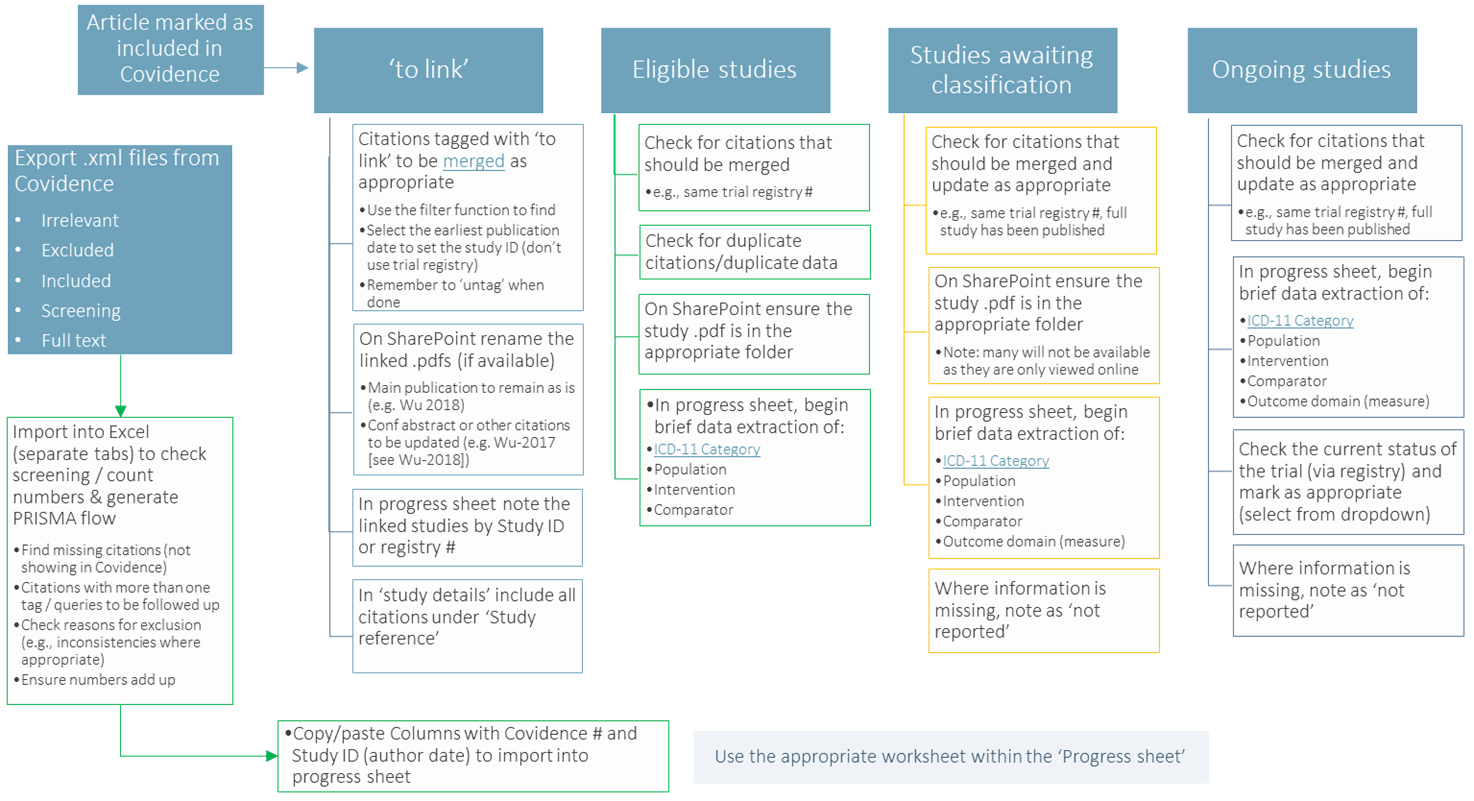 Article marked as
included in
Covidence
Export .xml files from
Covidence
• Irrelevant
• Excluded
• Included
• Screening
• Full text
Import into Excel
(separate tabs) to check
screening / count
numbers & generate
PRISMA flow
•Find missing citations (not
showing in Covidence)
•Citations with more than one
tag / queries to be followed up
•Check reasons for exclusion
(e.g., inconsistencies where
appropriate)
•Ensure numbers add up
•Copy/paste Columns with Covidence # and
Study ID (author date) to import into
progress sheet
‘to link’
Citations tagged with ‘to
link’ to be merged as
appropriate
•Use the filter function to find
•Select the earliest publication
date to set the study ID (don’t
use trial registry)
•Remember to ‘untag’ when
done
On SharePoint rename the
linked .pdfs (if available)
•Main publication to remain as is
(e.g. Wu 2018)
•Conf abstract or other citations
to be updated (e.g. Wu-2017
[see Wu-2018])
In progress sheet note the
linked studies by Study ID
or registry #
In ‘study details’ include all
citations under ‘Study
reference’
Eligible studies
Check for citations that
should be merged
•e.g., same trial registry #
Check for duplicate
citations/duplicate data
On SharePoint ensure the
study .pdf is in the
appropriate folder
•In progress sheet, begin
brief data extraction of:
•ICD-11 Category
•Population
•Intervention
•Comparator
Studies awaiting
classification
Check for citations that
should be merged and
update as appropriate
•e.g., same trial registry #, full
study has been published
On SharePoint ensure the
study .pdf is in the
appropriate folder
•Note: many will not be available
as they are only viewed online
In progress sheet, begin
brief data extraction of:
•ICD-11 Category
•Population
•Intervention
•Comparator
•Outcome domain (measure)
Where information is
missing, note as ‘not
reported’
Ongoing studies
Check for citations that
should be merged and
update as appropriate
•e.g., same trial registry #, full
study has been published
In progress sheet, begin
brief data extraction of:
•ICD-11 Category
•Population
•Intervention
•Comparator
•Outcome domain (measure)
Check the current status of
the trial (via registry) and
mark as appropriate
(select from dropdown)
Where information is
missing, note as ‘not
reported’
Use the appropriate worksheet within the ‘Progress sheet’